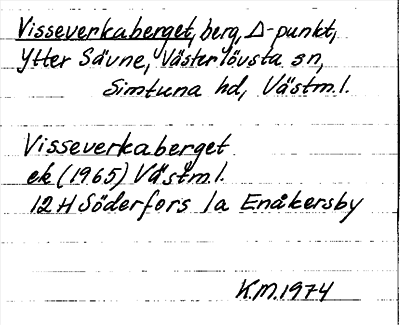 Visseverkaberget, berg, Δ-punkt,
Ytter Sävne, Västerlövsta sn,
Simtuna hd, Västm.l.
Visseverkaberget
ek (1965) Västm.l.
12 H Söderfors 1a Enåkersby
K.M.1974